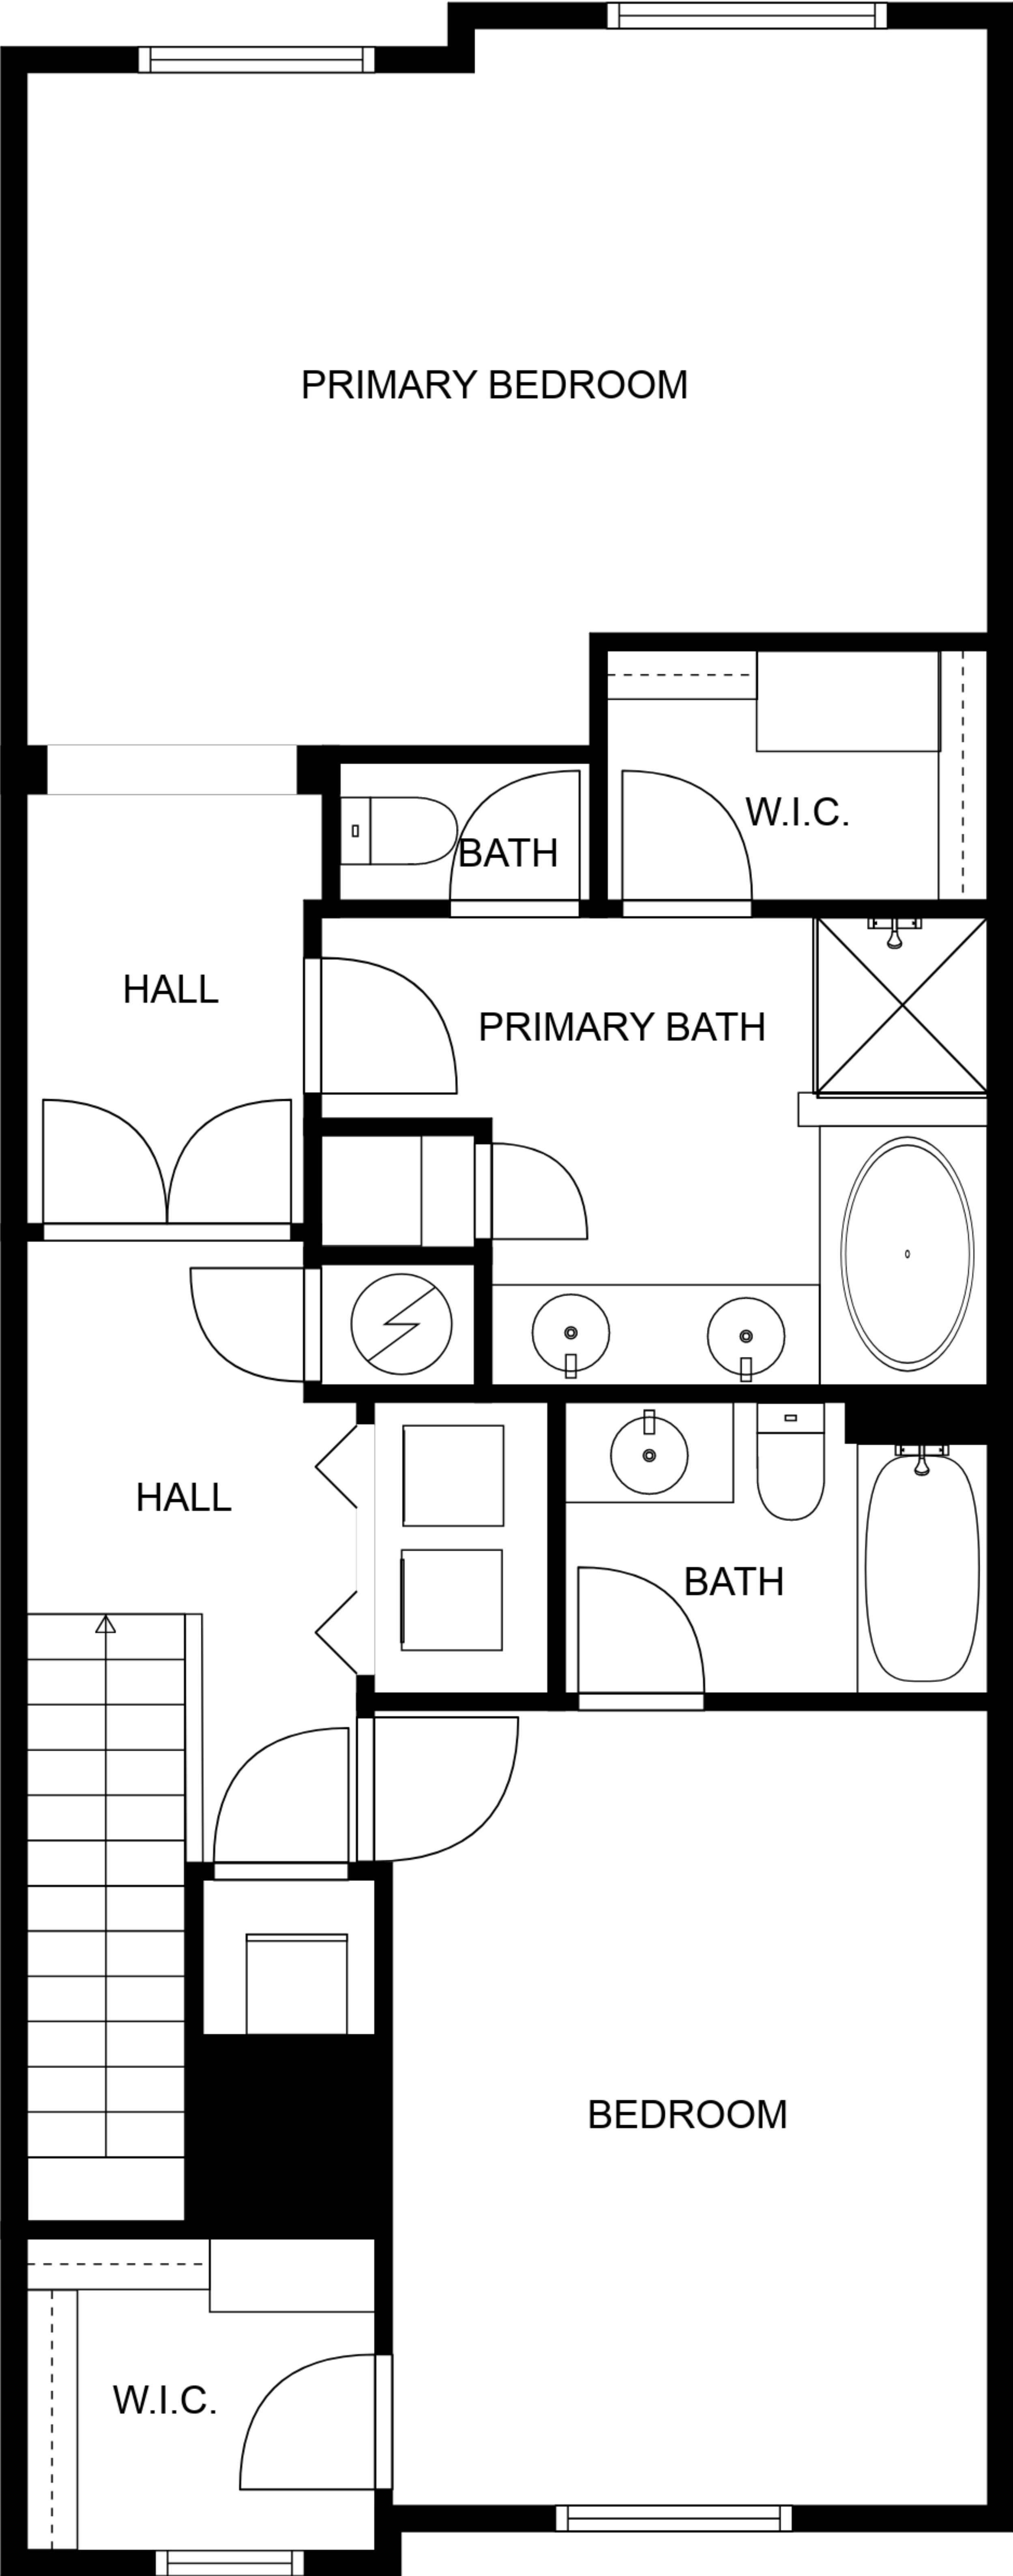 PRIMARY BEDROOM
W.I.C.
BATH
HALL
PRIMARY BATH
HALL
BATH
BEDROOM
W.I.C.